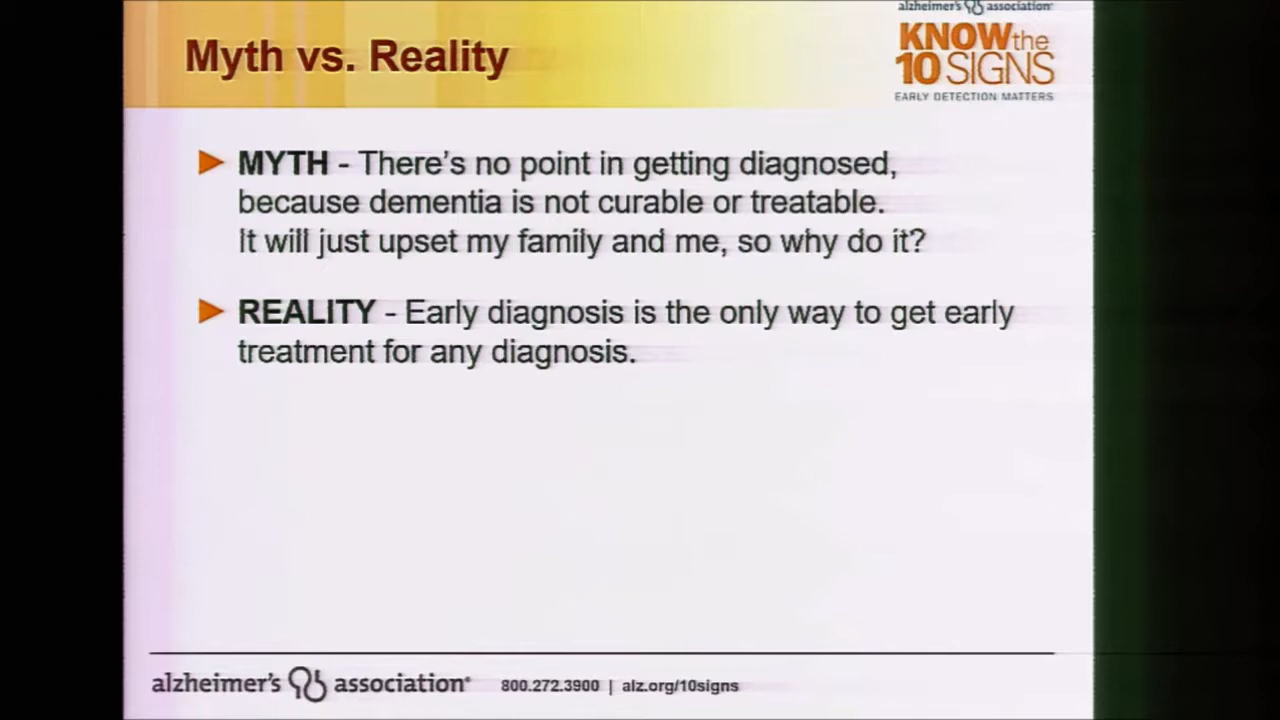 alzheimer's association
Myth vs. Reality
KNOW the
10 SIGNS
EARLY DETECTION MATTERS
MYTH - There's no point in getting diagnosed,
because dementia is not curable or treatable.
It will just upset my family and me, so why do it?
REALITY - Early diagnosis is the only way to get early
treatment for any diagnosis.
alzheimer's association® 800.272.3900 | alz.org/10signs